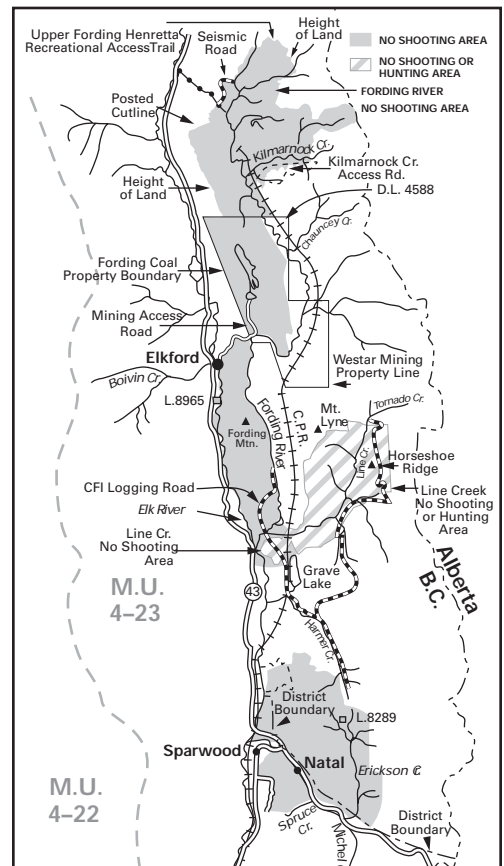 Upper Fording Henretta
Recreational AccessTrail
Seismic
Road
Height
of Land
NO SHOOTING AREA
NO SHOOTING OR
HUNTING AREA
FORDING RIVER
NO SHOOTING AREA
Posted
Cutline
Kilmarnock Cr.
Kilmarnock Cr.
Access Rd.
Height
of Land
D.L. 4588
Chauncey Cr.
Fording Coal
Property Boundary
Mining Access
Road
Elkford
Westar Mining
Property Line
Boivin Cr.
L.8965
Fording
Mtn.
Fording River
C.P.R.
Mt.
Lyne
Tornado Cr.
Line Cr.
Horseshoe
Ridge
CFI Logging Road
Elk River
Line Creek
No Shooting
or Hunting
Area
Line Cr.
No Shooting
Area
Grave
Lake
Alberta
B.C.
M.U.
4–23
43
Harmer Cr.
District
Boundary
L.8289
Sparwood
Natal
Erickson C
M.U.
4–22
Spruce
Cr.
Michel
District
Boundary